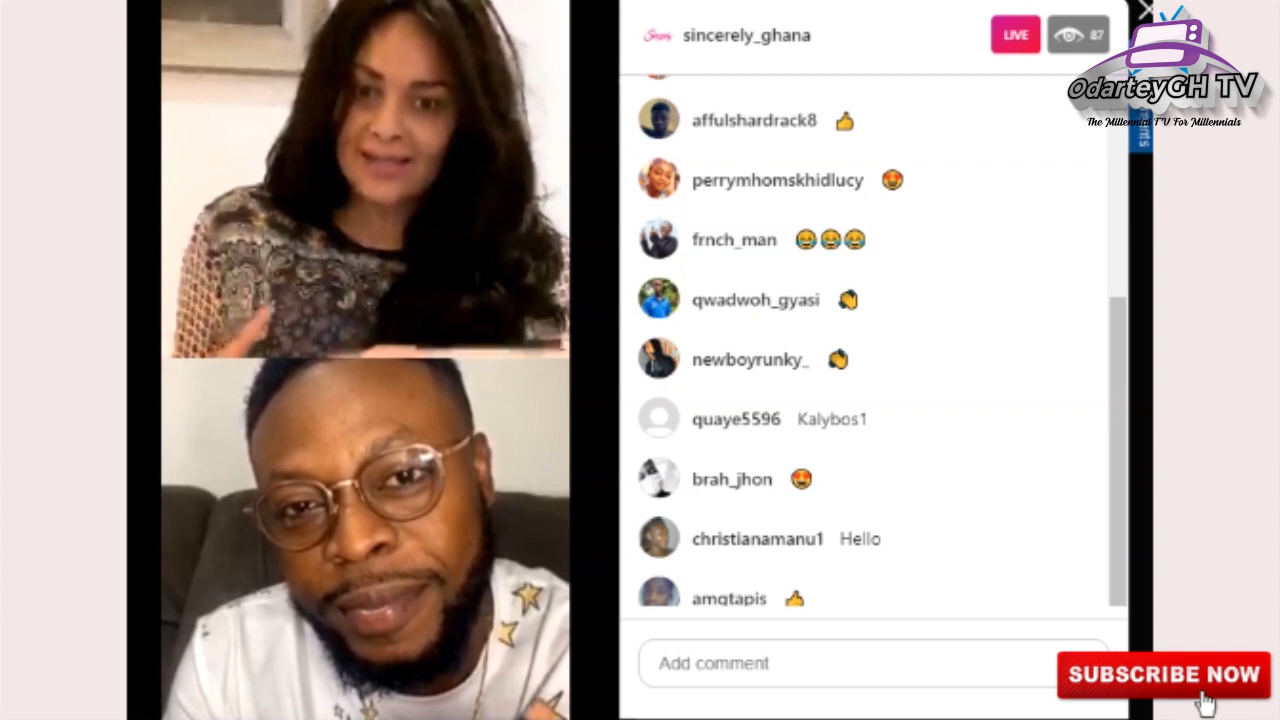 sincerely_ghana
LIVE
87
affulshardrack8
perrymhomskhidlucy
frnch_man
qwadwoh_gyasi
newboyrunky_
quaye5596 Kalybos1
brah_jhon
christianamanu1 Hello
amgtapis
Add comment
OdarteyGH TV
The Millennial TV For Millennials
SUBSCRIBE NOW